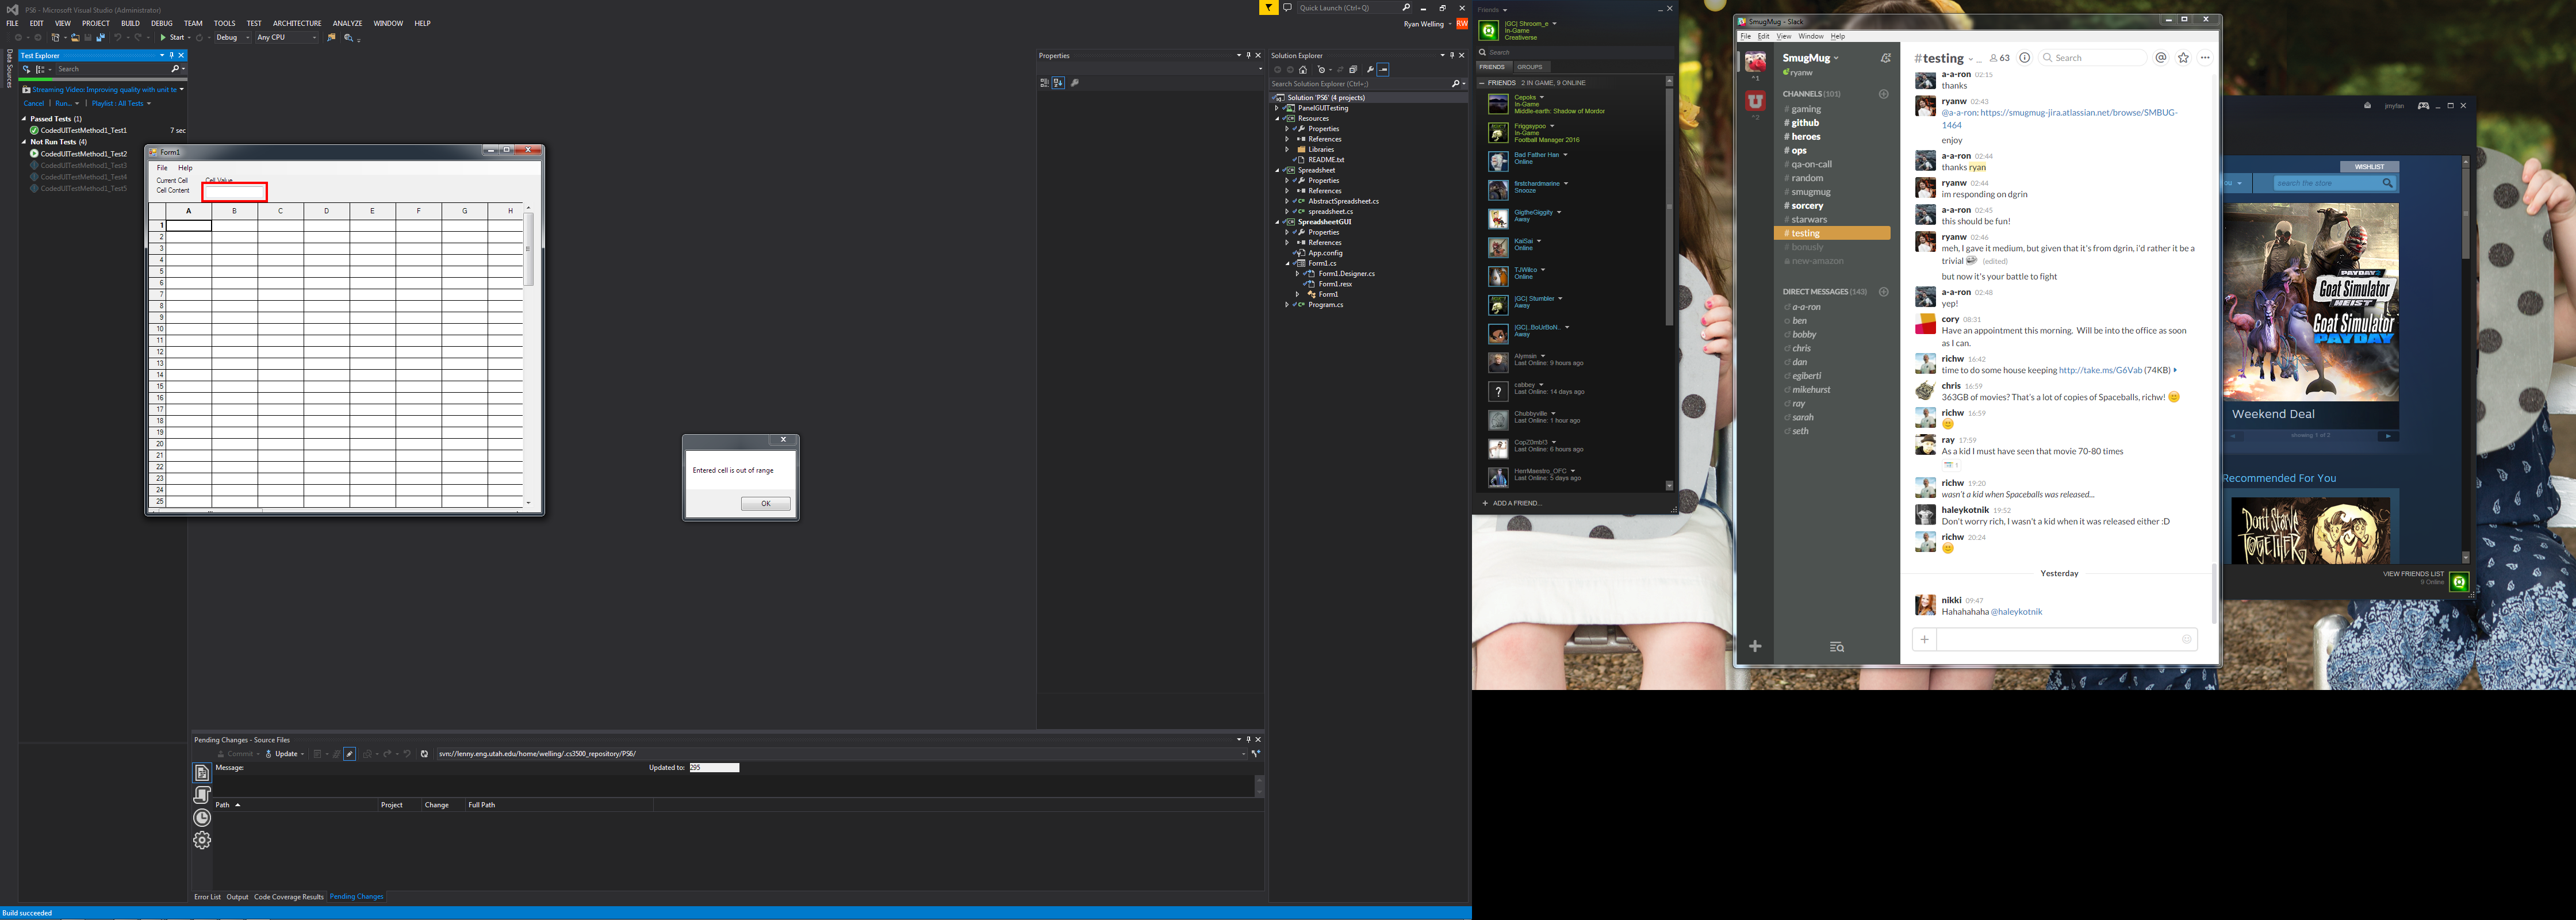 PS6 - Microsoft Visual Studio (Administrator)
Quick Launch (Ctrl+Q)
FILE EDIT VIEW PROJECT BUILD DEBUG TEAM TOOLS TEST ARCHITECTURE ANALYZE WINDOW HELP
Ryan Welling RW
Start Debug Any CPU
Data Sources
Test Explorer
Search
Streaming Video: Improving quality with unit te
Cancel Run... Playlist : All Tests
Passed Tests (1)
CodedUITestMethod1_Test1 7 sec
Not Run Tests (4)
CodedUITestMethod1_Test2
CodedUITestMethod1_Test3
CodedUITestMethod1_Test4
CodedUITestMethod1_Test5
Form1
File Help
Current Cell Cell Value
Cell Content
A B C D E F G H
1
2
3
4
5
6
7
8
9
10
11
12
13
14
15
16
17
18
19
20
21
22
23
24
25
Entered cell is out of range
OK
Properties
Solution Explorer
Search Solution Explorer (Ctrl+;)
Solution 'PS6' (4 projects)
PanelGUITesting
Resources
Properties
References
Libraries
README.txt
Spreadsheet
Properties
References
AbstractSpreadsheet.cs
spreadsheet.cs
SpreadsheetGUI
Properties
References
App.config
Form1.cs
Form1.Designer.cs
Form1.resx
Form1
Program.cs
Pending Changes - Source Files
Commit Update svn://lenny.eng.utah.edu/home/welling/.cs3500_repository/PS6/
Message: Updated to: 295
Path Project Change Full Path
Error List Output Code Coverage Results Pending Changes
Build succeeded
Friends
|GC| Shroom_e
In-Game
Creativerse
Search
FRIENDS GROUPS
FRIENDS 2 IN GAME, 9 ONLINE
Cepoks
In-Game
Middle-earth: Shadow of Mordor
Friggaypoo
In-Game
Football Manager 2016
Bad Father Han
Online
firstchardmarine
Snooze
GigtheGiggity
Away
KaiSai
Online
TJWilco
Online
|GC| Stumbler
Away
|GC|..BoUrBoN..
Away
Alymsin
Last Online: 9 hours ago
cabbey
Last Online: 14 days ago
Chubbyville
Last Online: 1 hour ago
CopZ0mb!3
Last Online: 6 hours ago
HerrMaestro_OFC
Last Online: 5 days ago
ADD A FRIEND...
SmugMug - Slack
File Edit View Window Help
^1
^2
SmugMug
ryanw
CHANNELS (101)
# gaming
# github
# heroes
# ops
# qa-on-call
# random
# smugmug
# sorcery
# starwars
# testing
bonusly
new-amazon
DIRECT MESSAGES (143)
a-a-ron
ben
bobby
chris
dan
egiberti
mikehurst
ray
sarah
seth
#testing 63 Search
a-a-ron 02:15
thanks
ryanw 02:43
@a-a-ron: https://smugmug-jira.atlassian.net/browse/SMBUG-
1464
enjoy
a-a-ron 02:44
thanks ryan
ryanw 02:44
im responding on dgrin
a-a-ron 02:45
this should be fun!
ryanw 02:46
meh, I gave it medium, but given that it's from dgrin, i'd rather it be a
trivial (edited)
but now it's your battle to fight
a-a-ron 02:48
yep!
cory 08:31
Have an appointment this morning. Will be into the office as soon
as I can.
richw 16:42
time to do some house keeping http://take.ms/G6Vab (74KB)
chris 16:59
363GB of movies? That's a lot of copies of Spaceballs, richw!
richw 16:59
ray 17:59
As a kid I must have seen that movie 70-80 times
1
richw 19:20
wasn't a kid when Spaceballs was released...
haleykotnik 19:52
Don't worry rich, I wasn't a kid when it was released either :D
richw 20:24
Yesterday
nikki 09:47
Hahahahaha @haleykotnik
jmyfan
WISHLIST
search the store
PAYDAY 2
Goat Simulator
HEIST
Goat Simulator
PAYDAY
Weekend Deal
showing 1 of 2
Recommended For You
Don't Starve
TOGETHER
VIEW FRIENDS LIST
9 Online